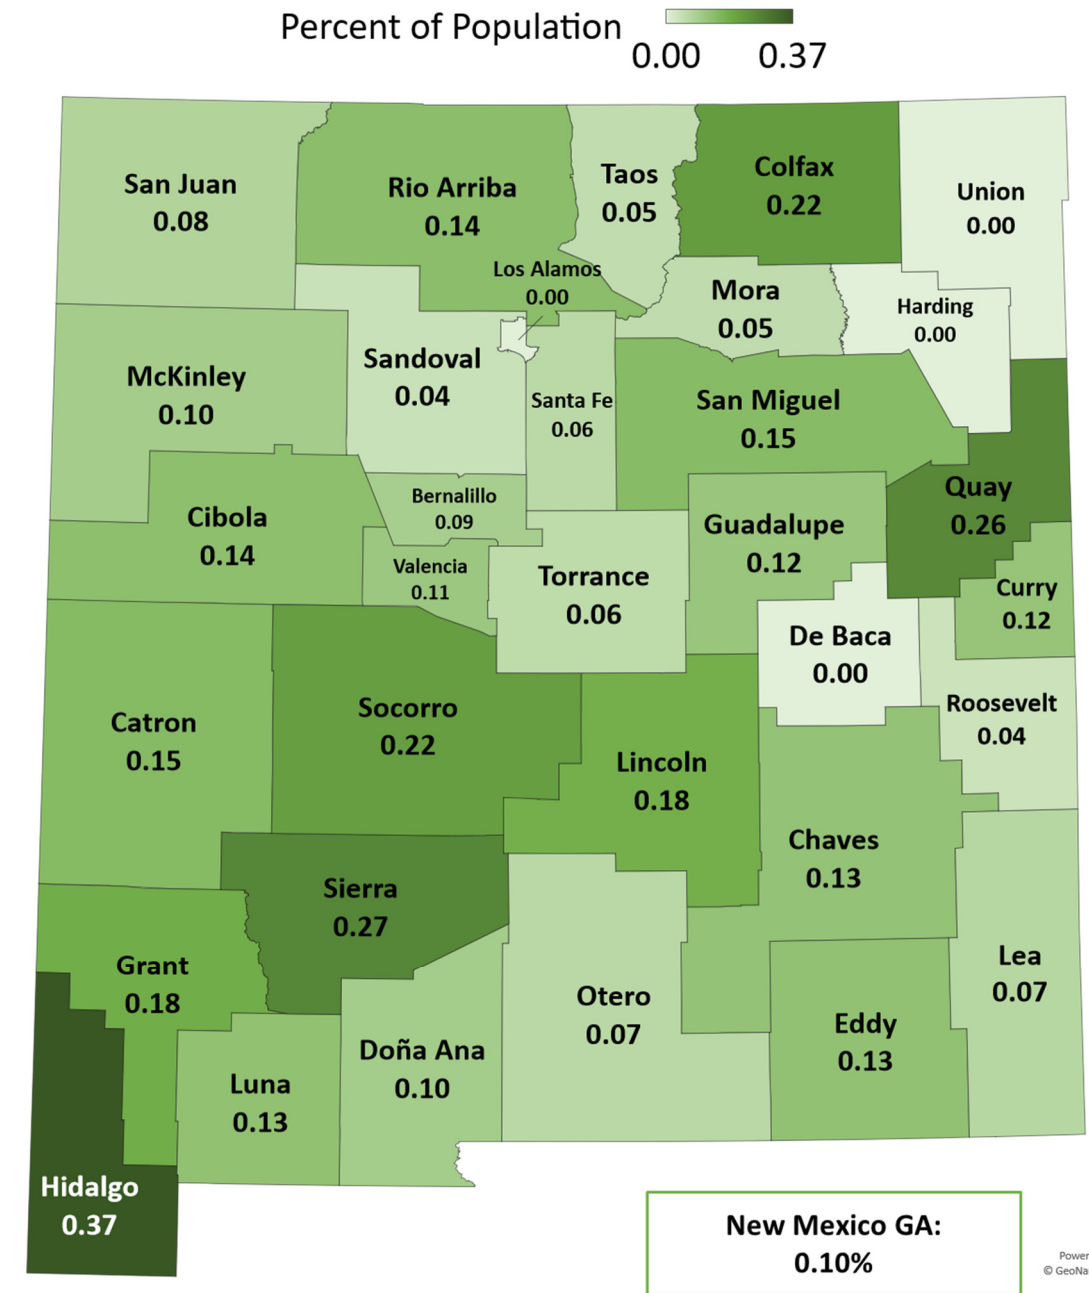 Percent of Population
0.00 0.37
San Juan
0.08
Rio Arriba
0.14
Taos
0.05
Colfax
0.22
Union
0.00
Los Alamos
0.00
Mora
0.05
Harding
0.00
McKinley
0.10
Sandoval
0.04
Santa Fe
0.06
San Miguel
0.15
Quay
0.26
Cibola
0.14
Bernalillo
0.09
Valencia
0.11
Torrance
0.06
Guadalupe
0.12
Curry
0.12
De Baca
0.00
Roosevelt
0.04
Catron
0.15
Socorro
0.22
Lincoln
0.18
Chaves
0.13
Sierra
0.27
Grant
0.18
Otero
0.07
Lea
0.07
Eddy
0.13
Doña Ana
0.10
Luna
0.13
Hidalgo
0.37
New Mexico GA:
0.10%
Power
© GeoNa